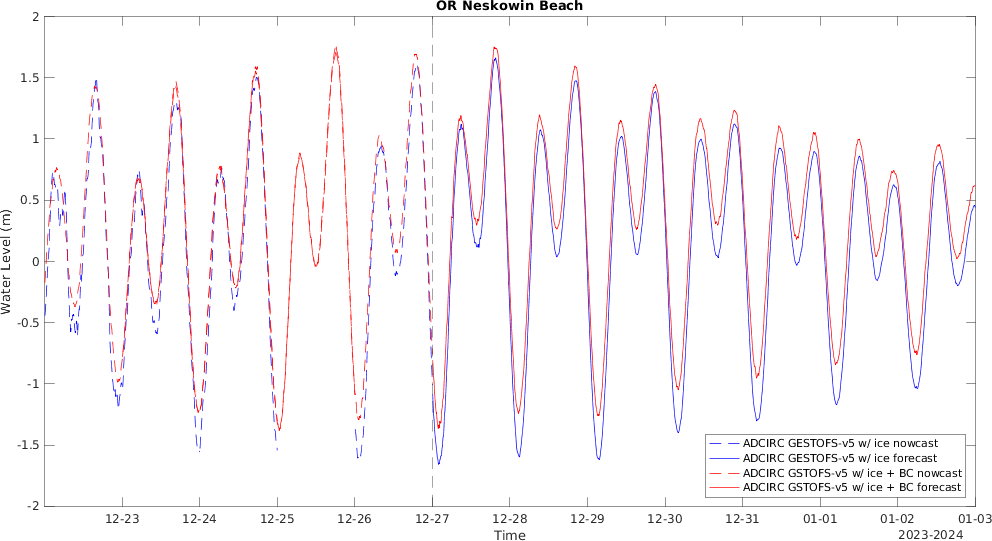 OR Neskowin Beach
2
1.5
1
0.5
0
-0.5
-1
-1.5
-2
Water Level (m)
12-23 12-24 12-25 12-26 12-27 12-28 12-29 12-30 12-31 01-01 01-02 01-03
Time
2023-2024
ADCIRC GESTOFS-v5 w/ ice nowcast
ADCIRC GESTOFS-v5 w/ ice forecast
ADCIRC GSTOFS-v5 w/ ice + BC nowcast
ADCIRC GSTOFS-v5 w/ ice + BC forecast